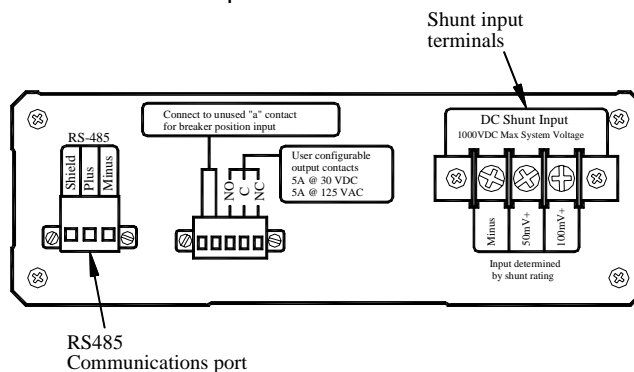 Shunt input
terminals
RS-485
Shield
Plus
Minus
Connect to unused "a" contact
for breaker position input
NO
C
NC
User configurable
output contacts
5A @ 30 VDC
5A @ 125 VAC
DC Shunt Input
1000VDC Max System Voltage
Minus
50mV+
100mV+
Input determined
by shunt rating
RS485
Communications port